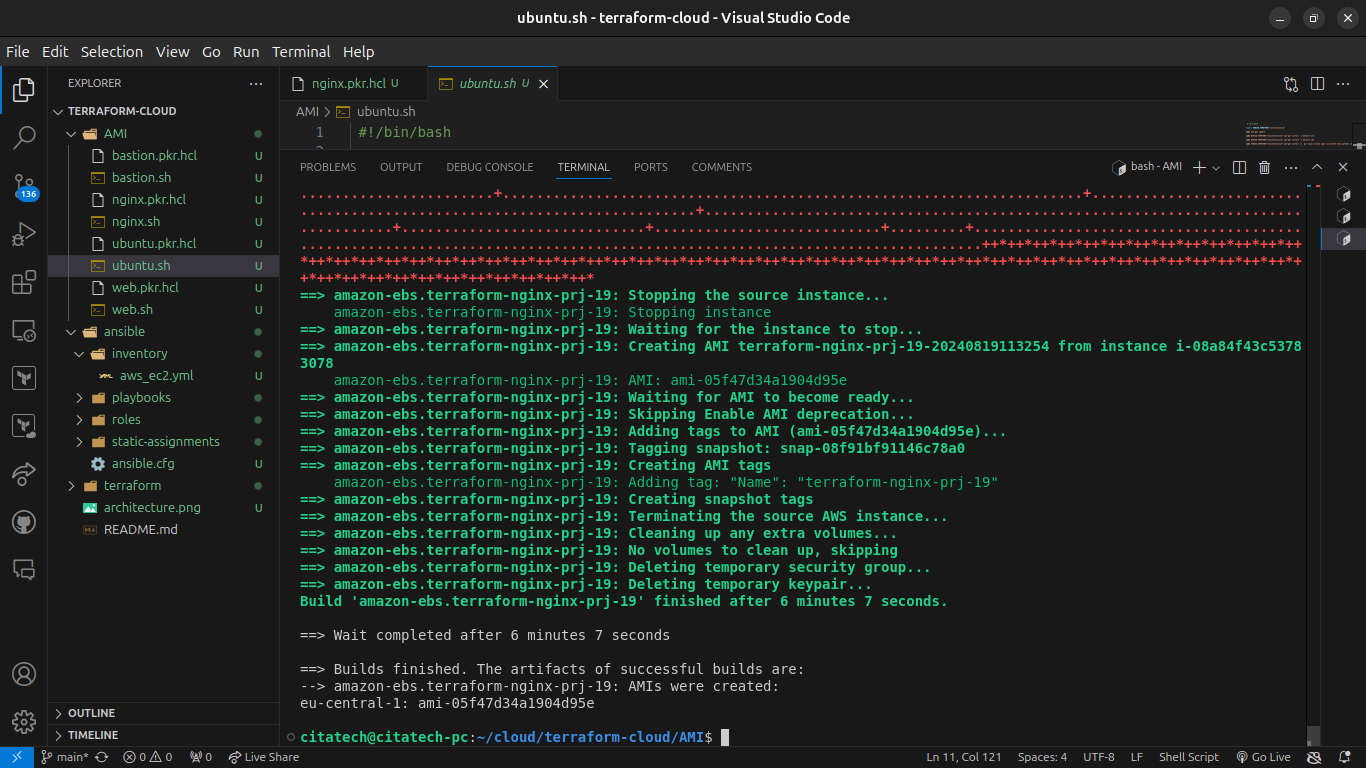 ubuntu.sh - terraform-cloud - Visual Studio Code
File Edit Selection View Go Run Terminal Help
EXPLORER
TERRAFORM-CLOUD
AMI
bastion.pkr.hcl U
bastion.sh U
nginx.pkr.hcl U
nginx.sh U
ubuntu.pkr.hcl U
ubuntu.sh U
web.pkr.hcl U
web.sh U
ansible
inventory
aws_ec2.yml U
playbooks
roles
static-assignments
ansible.cfg U
terraform
architecture.png U
README.md
OUTLINE
TIMELINE
136
nginx.pkr.hcl U
ubuntu.sh U
AMI > ubuntu.sh
1 #!/bin/bash
PROBLEMS OUTPUT DEBUG CONSOLE TERMINAL PORTS COMMENTS
bash - AMI
==> amazon-ebs.terraform-nginx-prj-19: Stopping the source instance...
amazon-ebs.terraform-nginx-prj-19: Stopping instance
==> amazon-ebs.terraform-nginx-prj-19: Waiting for the instance to stop...
==> amazon-ebs.terraform-nginx-prj-19: Creating AMI terraform-nginx-prj-19-20240819113254 from instance i-08a84f43c5378
3078
amazon-ebs.terraform-nginx-prj-19: AMI: ami-05f47d34a1904d95e
==> amazon-ebs.terraform-nginx-prj-19: Waiting for AMI to become ready...
==> amazon-ebs.terraform-nginx-prj-19: Skipping Enable AMI deprecation...
==> amazon-ebs.terraform-nginx-prj-19: Adding tags to AMI (ami-05f47d34a1904d95e)...
==> amazon-ebs.terraform-nginx-prj-19: Tagging snapshot: snap-08f91bf91146c78a0
==> amazon-ebs.terraform-nginx-prj-19: Creating AMI tags
amazon-ebs.terraform-nginx-prj-19: Adding tag: "Name": "terraform-nginx-prj-19"
==> amazon-ebs.terraform-nginx-prj-19: Creating snapshot tags
==> amazon-ebs.terraform-nginx-prj-19: Terminating the source AWS instance...
==> amazon-ebs.terraform-nginx-prj-19: Cleaning up any extra volumes...
==> amazon-ebs.terraform-nginx-prj-19: No volumes to clean up, skipping
==> amazon-ebs.terraform-nginx-prj-19: Deleting temporary security group...
==> amazon-ebs.terraform-nginx-prj-19: Deleting temporary keypair...
Build 'amazon-ebs.terraform-nginx-prj-19' finished after 6 minutes 7 seconds.
==> Wait completed after 6 minutes 7 seconds
==> Builds finished. The artifacts of successful builds are:
--> amazon-ebs.terraform-nginx-prj-19: AMIs were created:
eu-central-1: ami-05f47d34a1904d95e
citatech@citatech-pc:~/cloud/terraform-cloud/AMI$
main* 0 0 0 Live Share Ln 11, Col 121 Spaces: 4 UTF-8 LF Shell Script Go Live